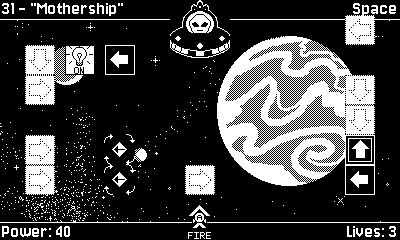 31 - "Mothership"
Space
ON
Power: 40
FIRE
Lives: 3